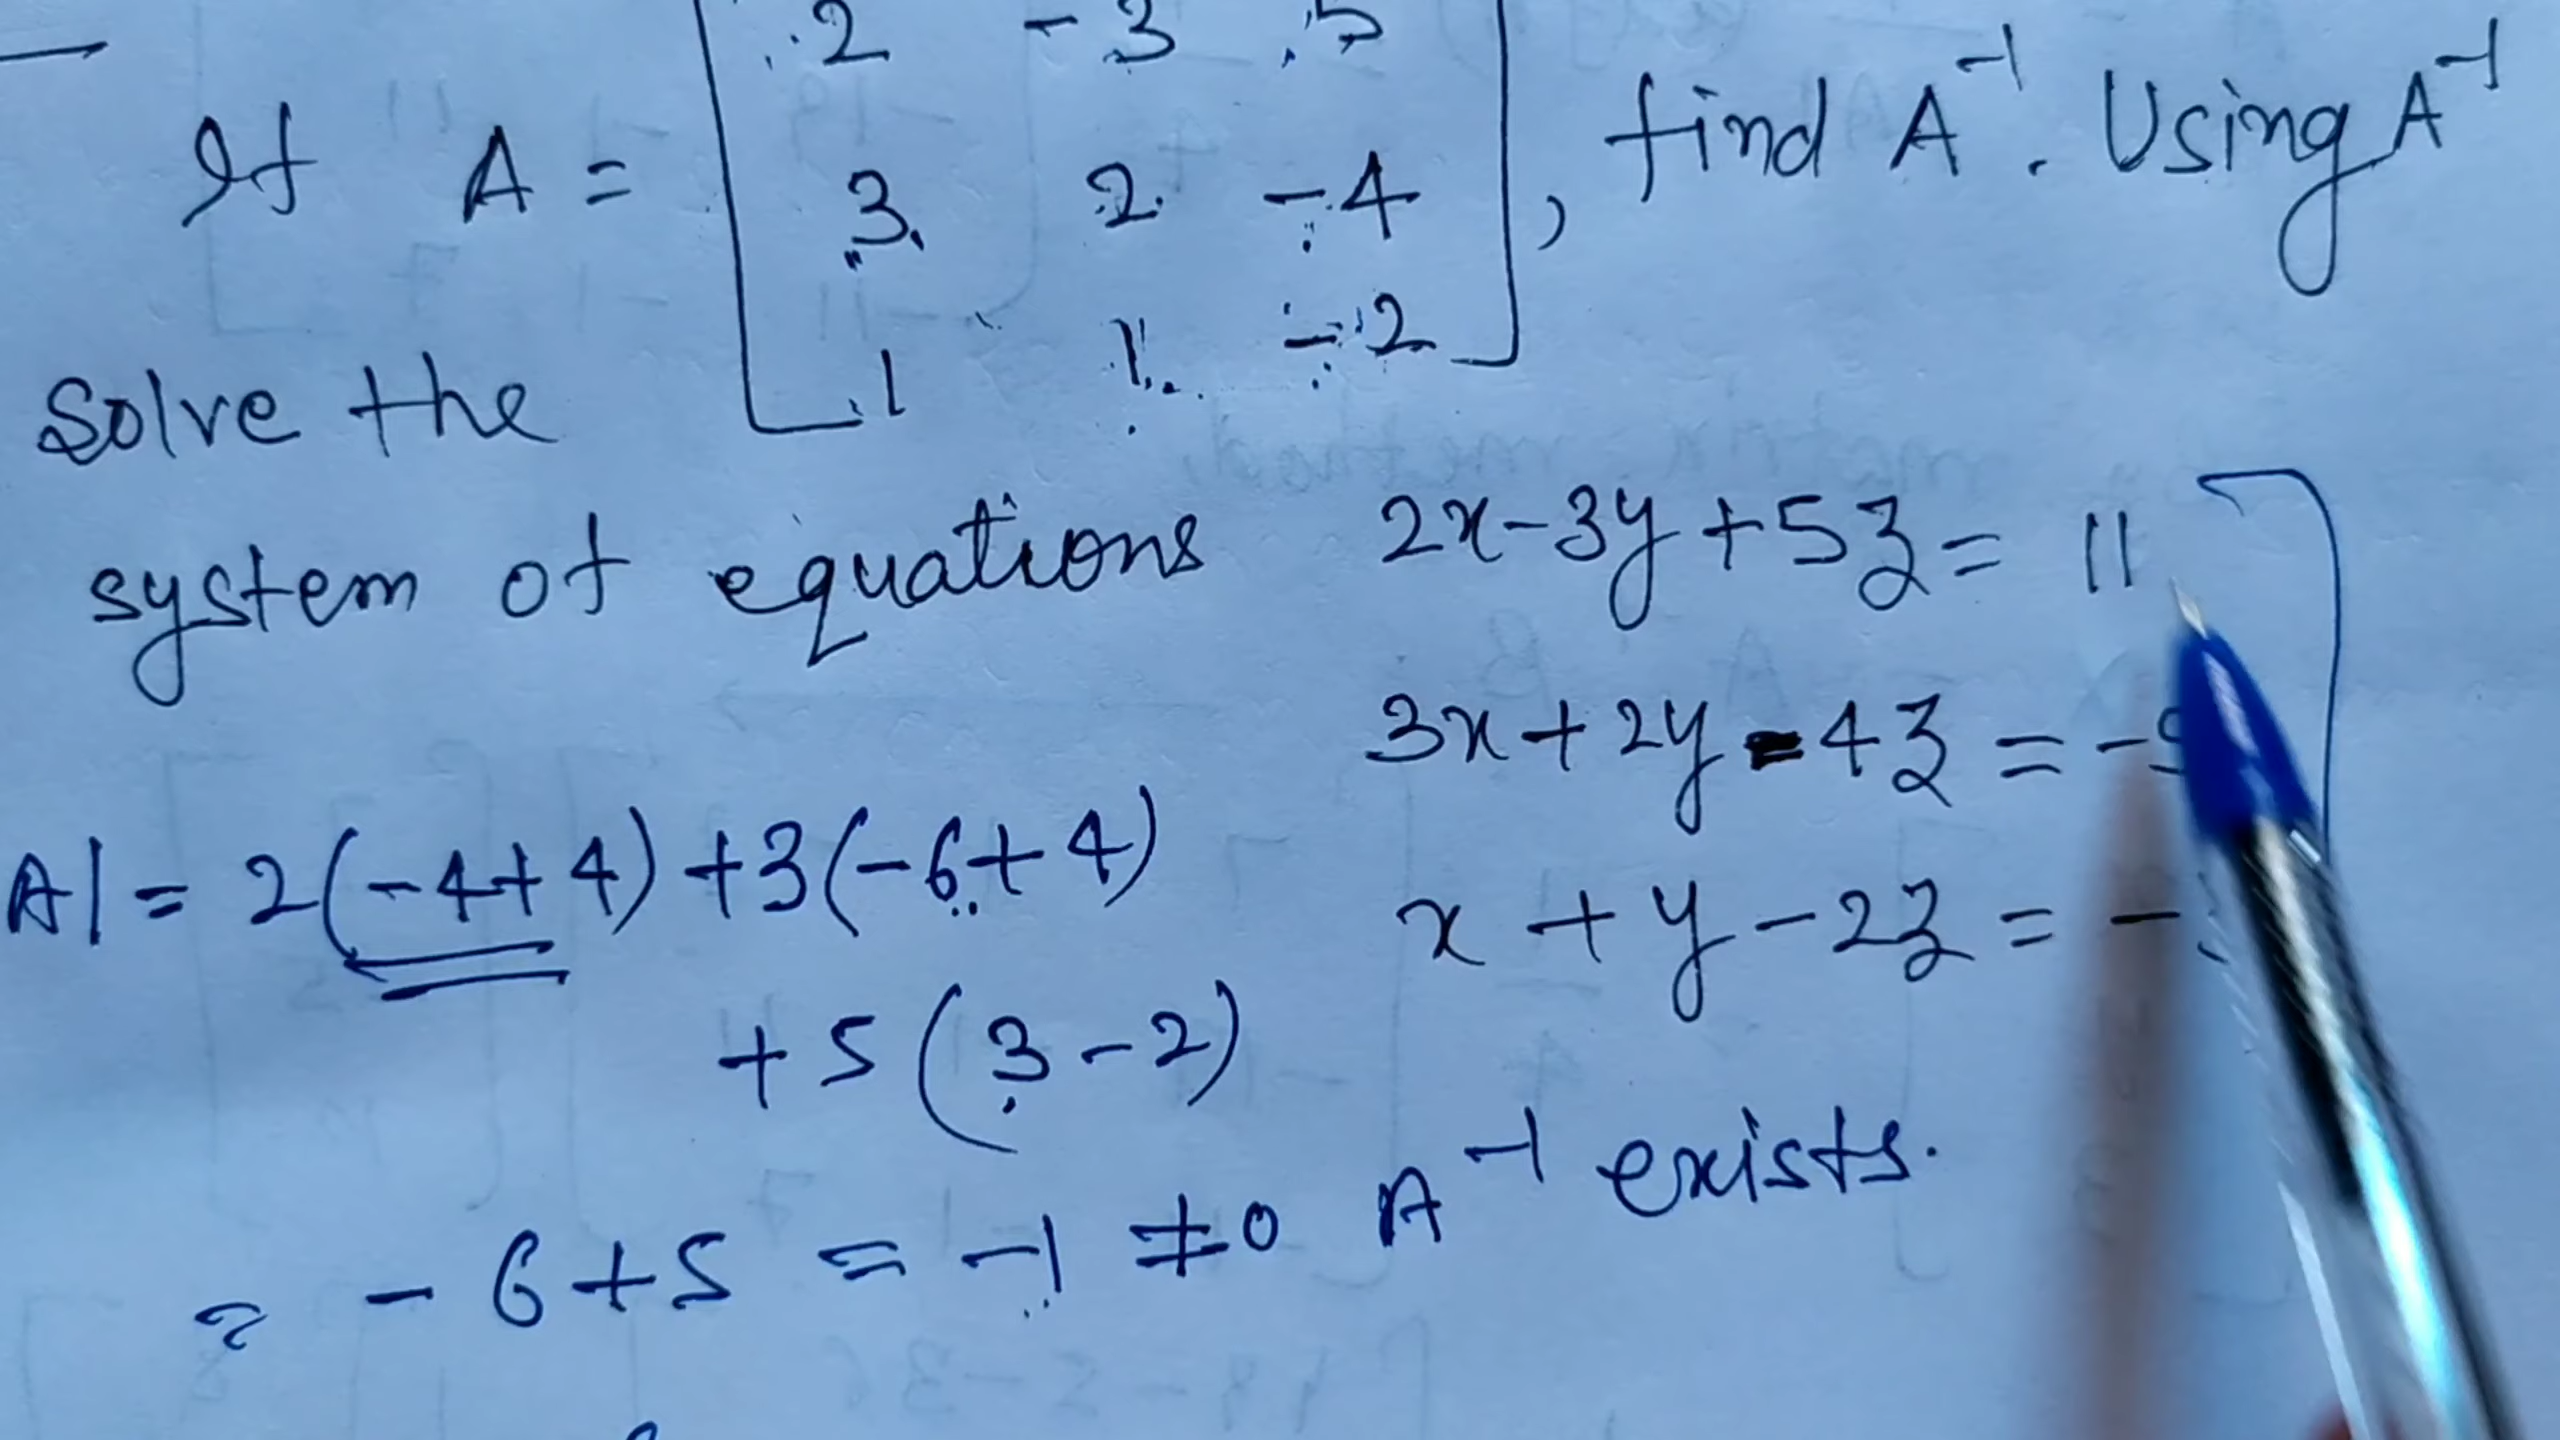 2 -3 5
If A = 3 2 -4 , find A⁻¹. Using A⁻¹
1 1 -2
solve the
system of equations 2x-3y+5z= 11
3x+2y-4z =-
A| = 2(-4+4)+3(-6+4)
x+y-2z = -
+5(3-2)
= -6+5 = -1 ≠0 A⁻¹ exists.